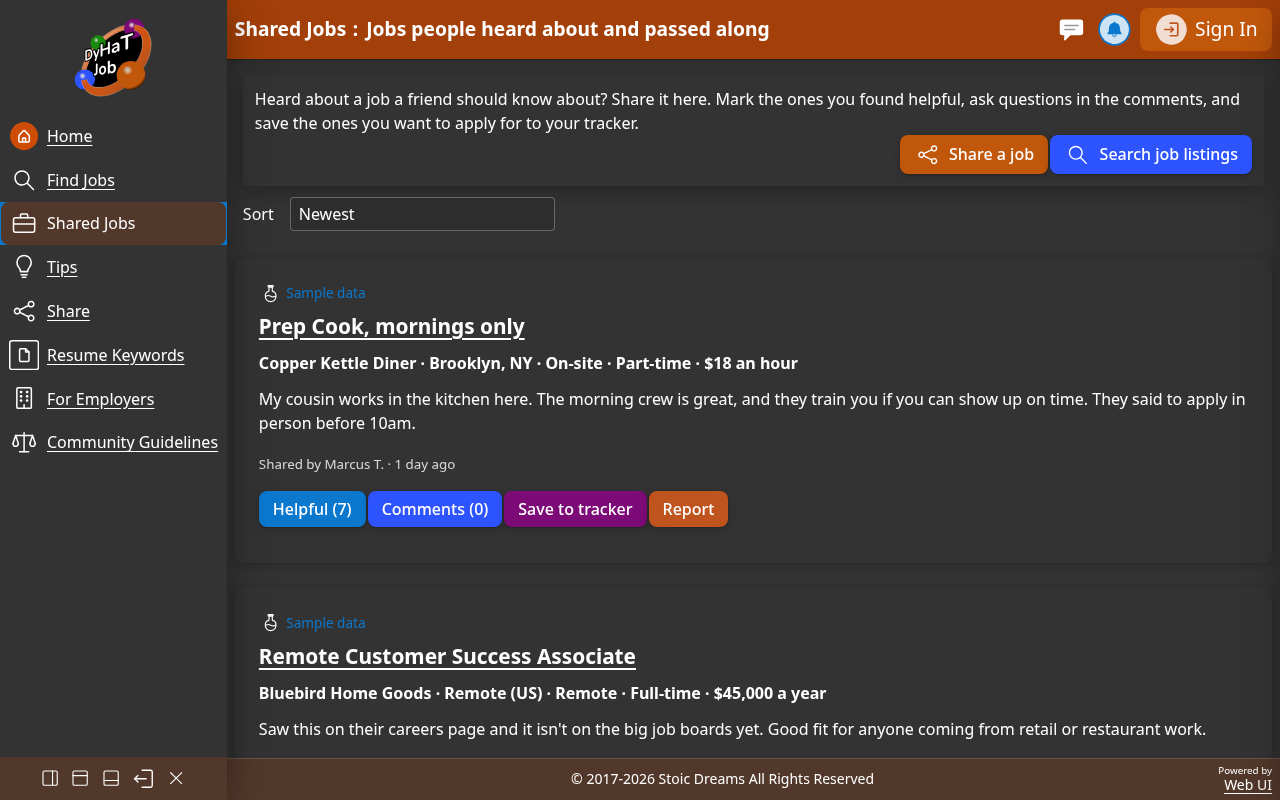 DyHaT
Job
Home
Find Jobs
Shared Jobs
Tips
Share
Resume Keywords
For Employers
Community Guidelines
Shared Jobs : Jobs people heard about and passed along
Sign In
Heard about a job a friend should know about? Share it here. Mark the ones you found helpful, ask questions in the comments, and
save the ones you want to apply for to your tracker.
Share a job
Search job listings
Sort
Newest
Sample data
Prep Cook, mornings only
Copper Kettle Diner · Brooklyn, NY · On-site · Part-time · $18 an hour
My cousin works in the kitchen here. The morning crew is great, and they train you if you can show up on time. They said to apply in
person before 10am.
Shared by Marcus T. · 1 day ago
Helpful (7)
Comments (0)
Save to tracker
Report
Sample data
Remote Customer Success Associate
Bluebird Home Goods · Remote (US) · Remote · Full-time · $45,000 a year
Saw this on their careers page and it isn't on the big job boards yet. Good fit for anyone coming from retail or restaurant work.
© 2017-2026 Stoic Dreams All Rights Reserved
Powered by
Web UI